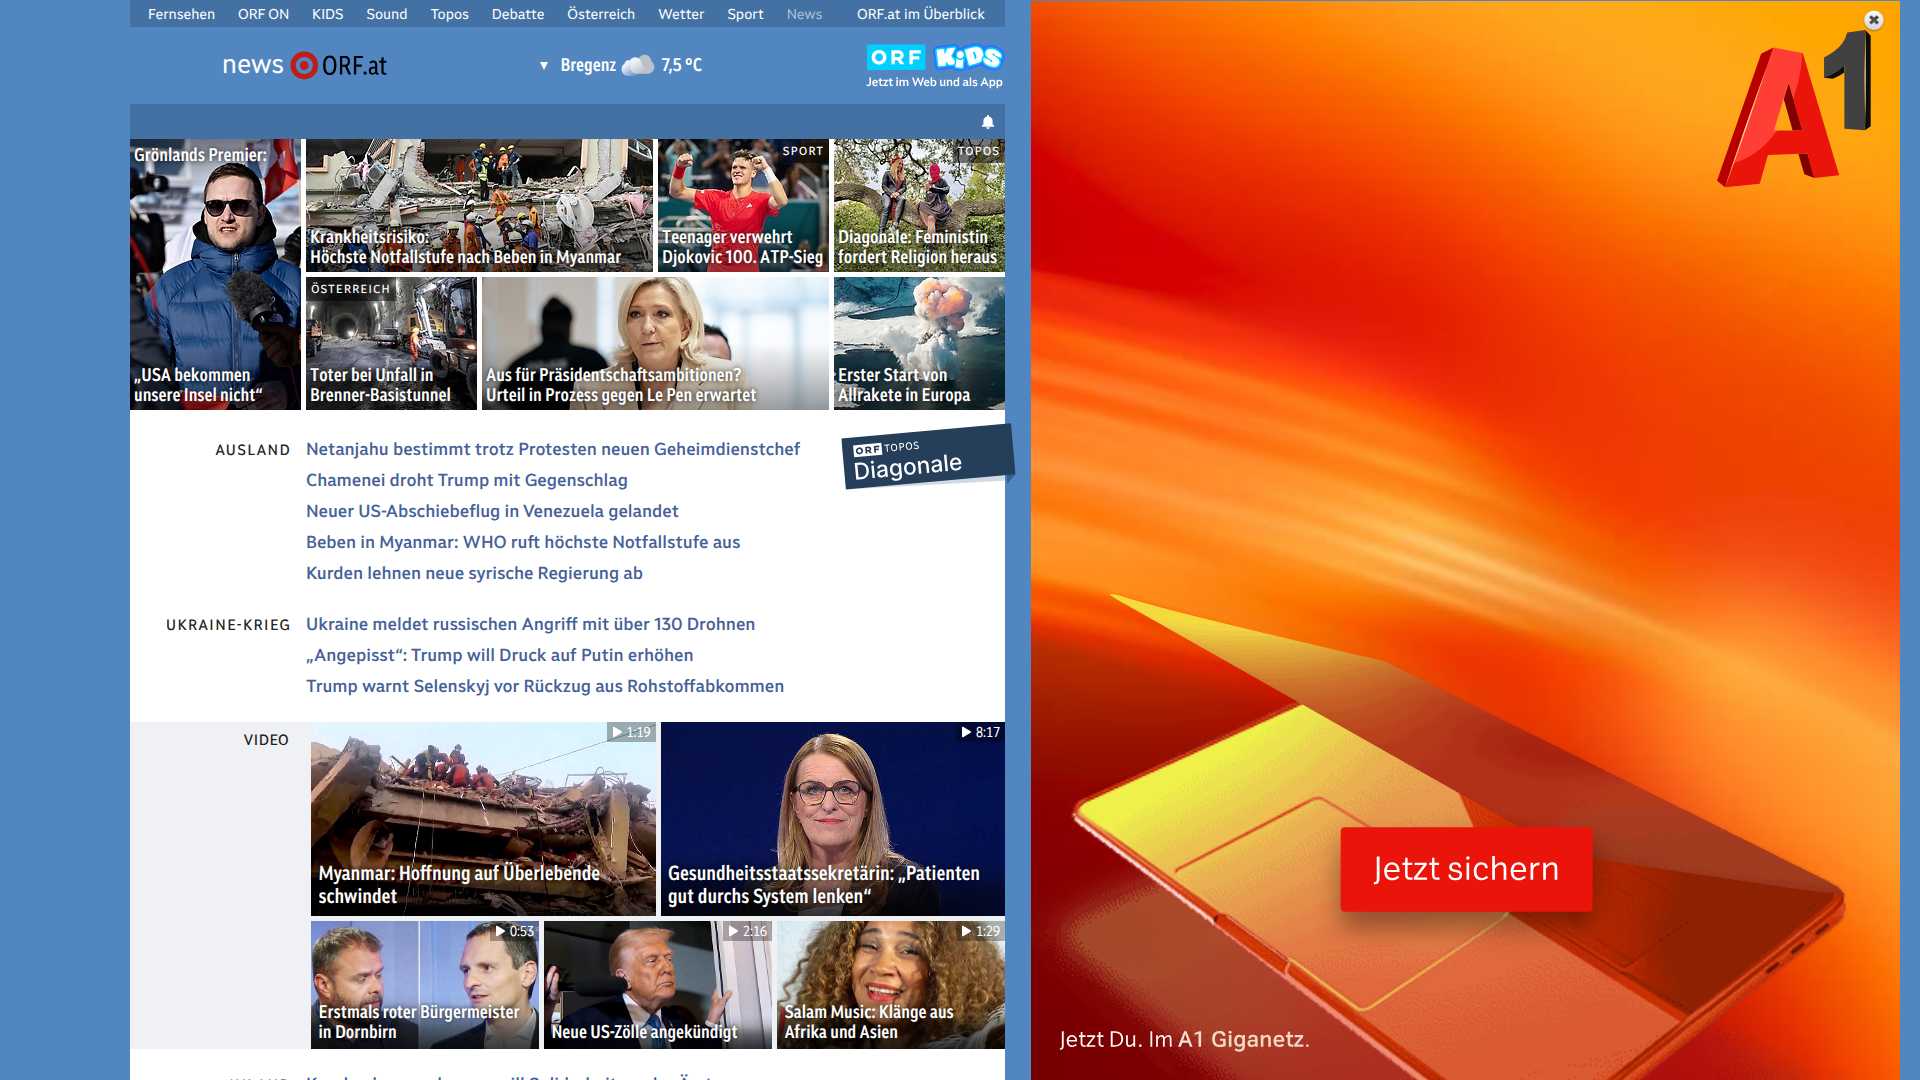 Fernsehen ORF ON KIDS Sound Topos Debatte Österreich Wetter Sport News ORF.at im Überblick
news ORF.at
▼ Bregenz 7,5 °C
ORF KiDS
Jetzt im Web und als App
A1
Grönlands Premier:
„USA bekommen
unsere Insel nicht“
Krankheitsrisiko:
Höchste Notfallstufe nach Beben in Myanmar
SPORT
Teenager verwehrt
Djokovic 100. ATP-Sieg
TOPOS
Diagonale: Feministin
fordert Religion heraus
ÖSTERREICH
Toter bei Unfall in
Brenner-Basistunnel
Aus für Präsidentschaftsambitionen?
Urteil in Prozess gegen Le Pen erwartet
Erster Start von
Allrakete in Europa
AUSLAND
Netanjahu bestimmt trotz Protesten neuen Geheimdienstchef
Chamenei droht Trump mit Gegenschlag
Neuer US-Abschiebeflug in Venezuela gelandet
Beben in Myanmar: WHO ruft höchste Notfallstufe aus
Kurden lehnen neue syrische Regierung ab
ORF TOPOS
Diagonale
UKRAINE-KRIEG
Ukraine meldet russischen Angriff mit über 130 Drohnen
„Angepisst“: Trump will Druck auf Putin erhöhen
Trump warnt Selenskyj vor Rückzug aus Rohstoffabkommen
VIDEO
1:19
Myanmar: Hoffnung auf Überlebende
schwindet
8:17
Gesundheitsstaatssekretärin: „Patienten
gut durchs System lenken“
0:53
Erstmals roter Bürgermeister
in Dornbirn
2:16
Neue US-Zölle angekündigt
1:29
Salam Music: Klänge aus
Afrika und Asien
Jetzt sichern
Jetzt Du. Im A1 Giganetz.